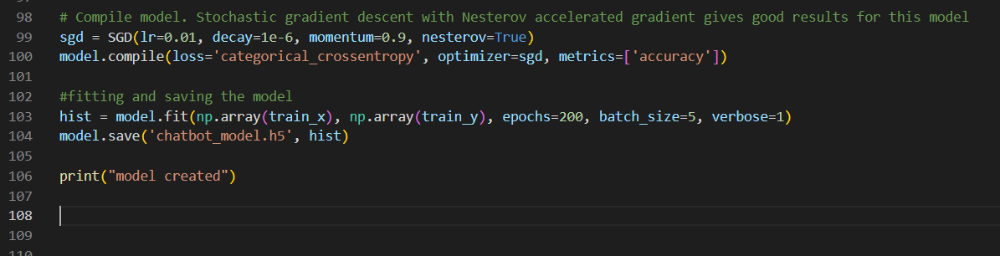 98 # Compile model. Stochastic gradient descent with Nesterov accelerated gradient gives good results for this model
99 sgd = SGD(lr=0.01, decay=1e-6, momentum=0.9, nesterov=True)
100 model.compile(loss='categorical_crossentropy', optimizer=sgd, metrics=['accuracy'])
101
102 #fitting and saving the model
103 hist = model.fit(np.array(train_x), np.array(train_y), epochs=200, batch_size=5, verbose=1)
104 model.save('chatbot_model.h5', hist)
105
106 print("model created")
107
108
109